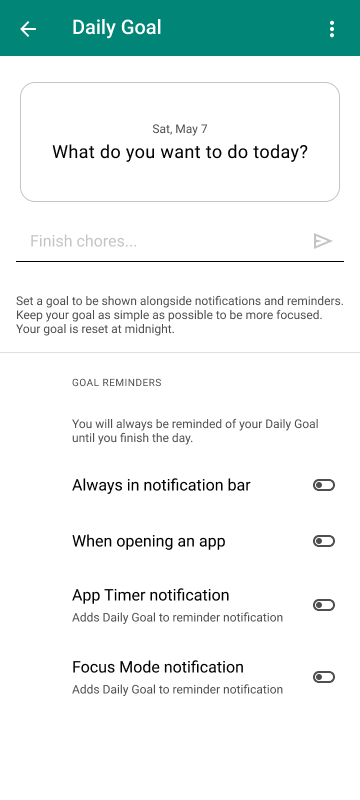 Daily Goal
Sat, May 7
What do you want to do today?
Finish chores...
Set a goal to be shown alongside notifications and reminders.
Keep your goal as simple as possible to be more focused.
Your goal is reset at midnight.
GOAL REMINDERS
You will always be reminded of your Daily Goal
until you finish the day.
Always in notification bar
When opening an app
App Timer notification
Adds Daily Goal to reminder notification
Focus Mode notification
Adds Daily Goal to reminder notification